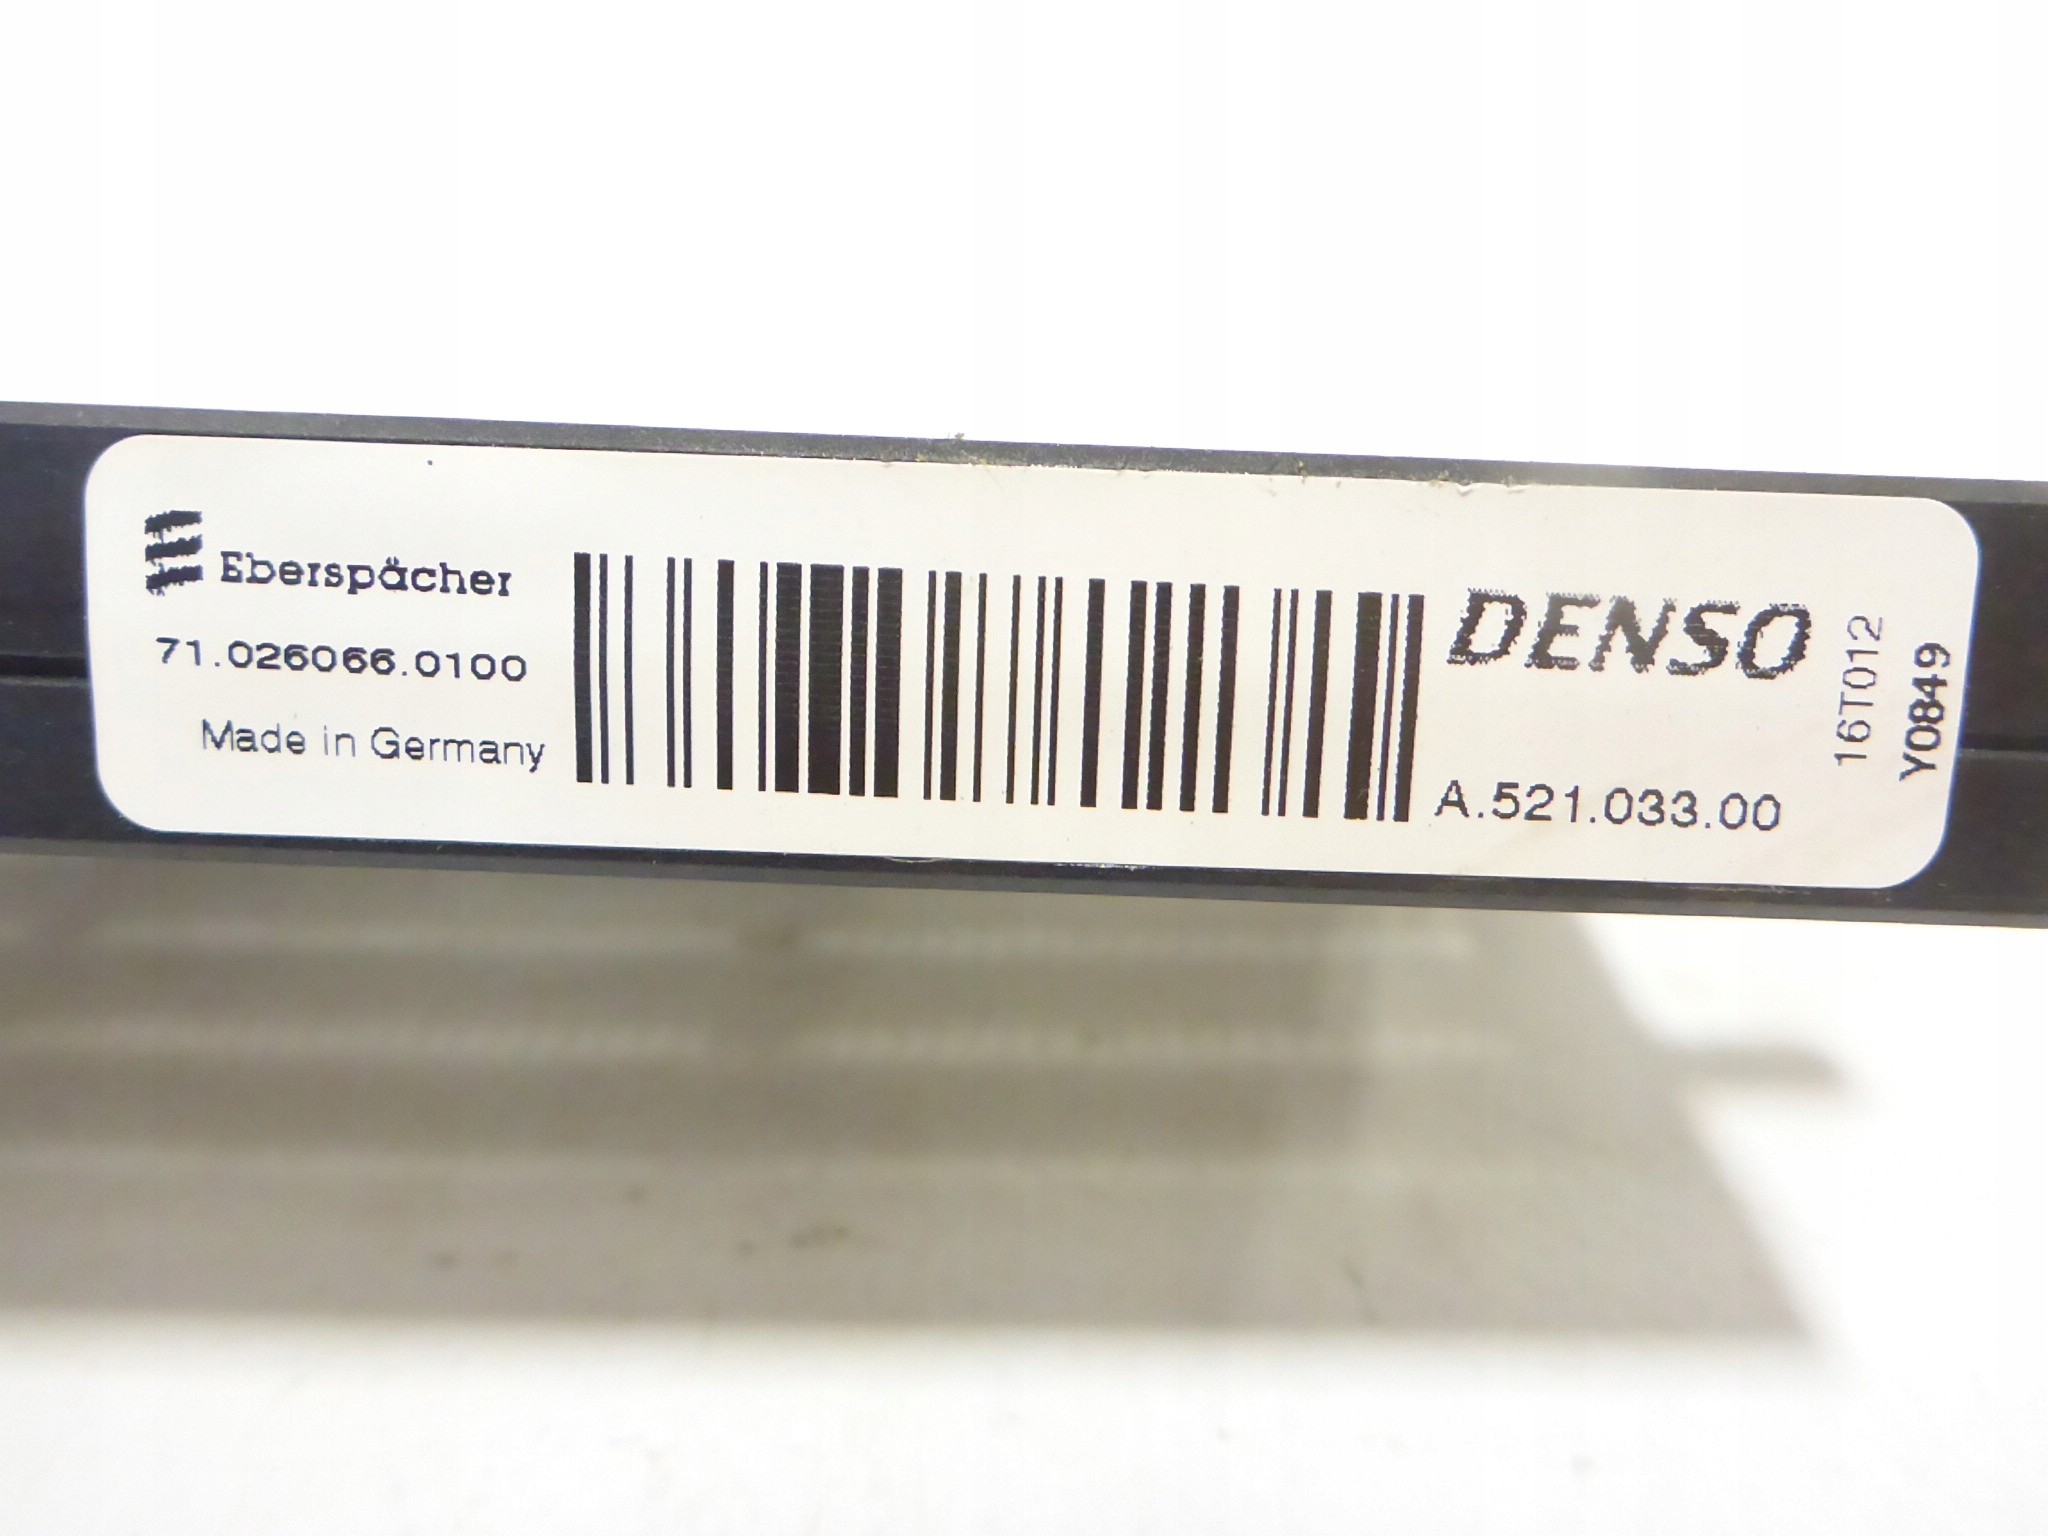 Eberspächer
71.026066.0100
Made in Germany
DENSO
A.521.033.00
16T012
Y0849